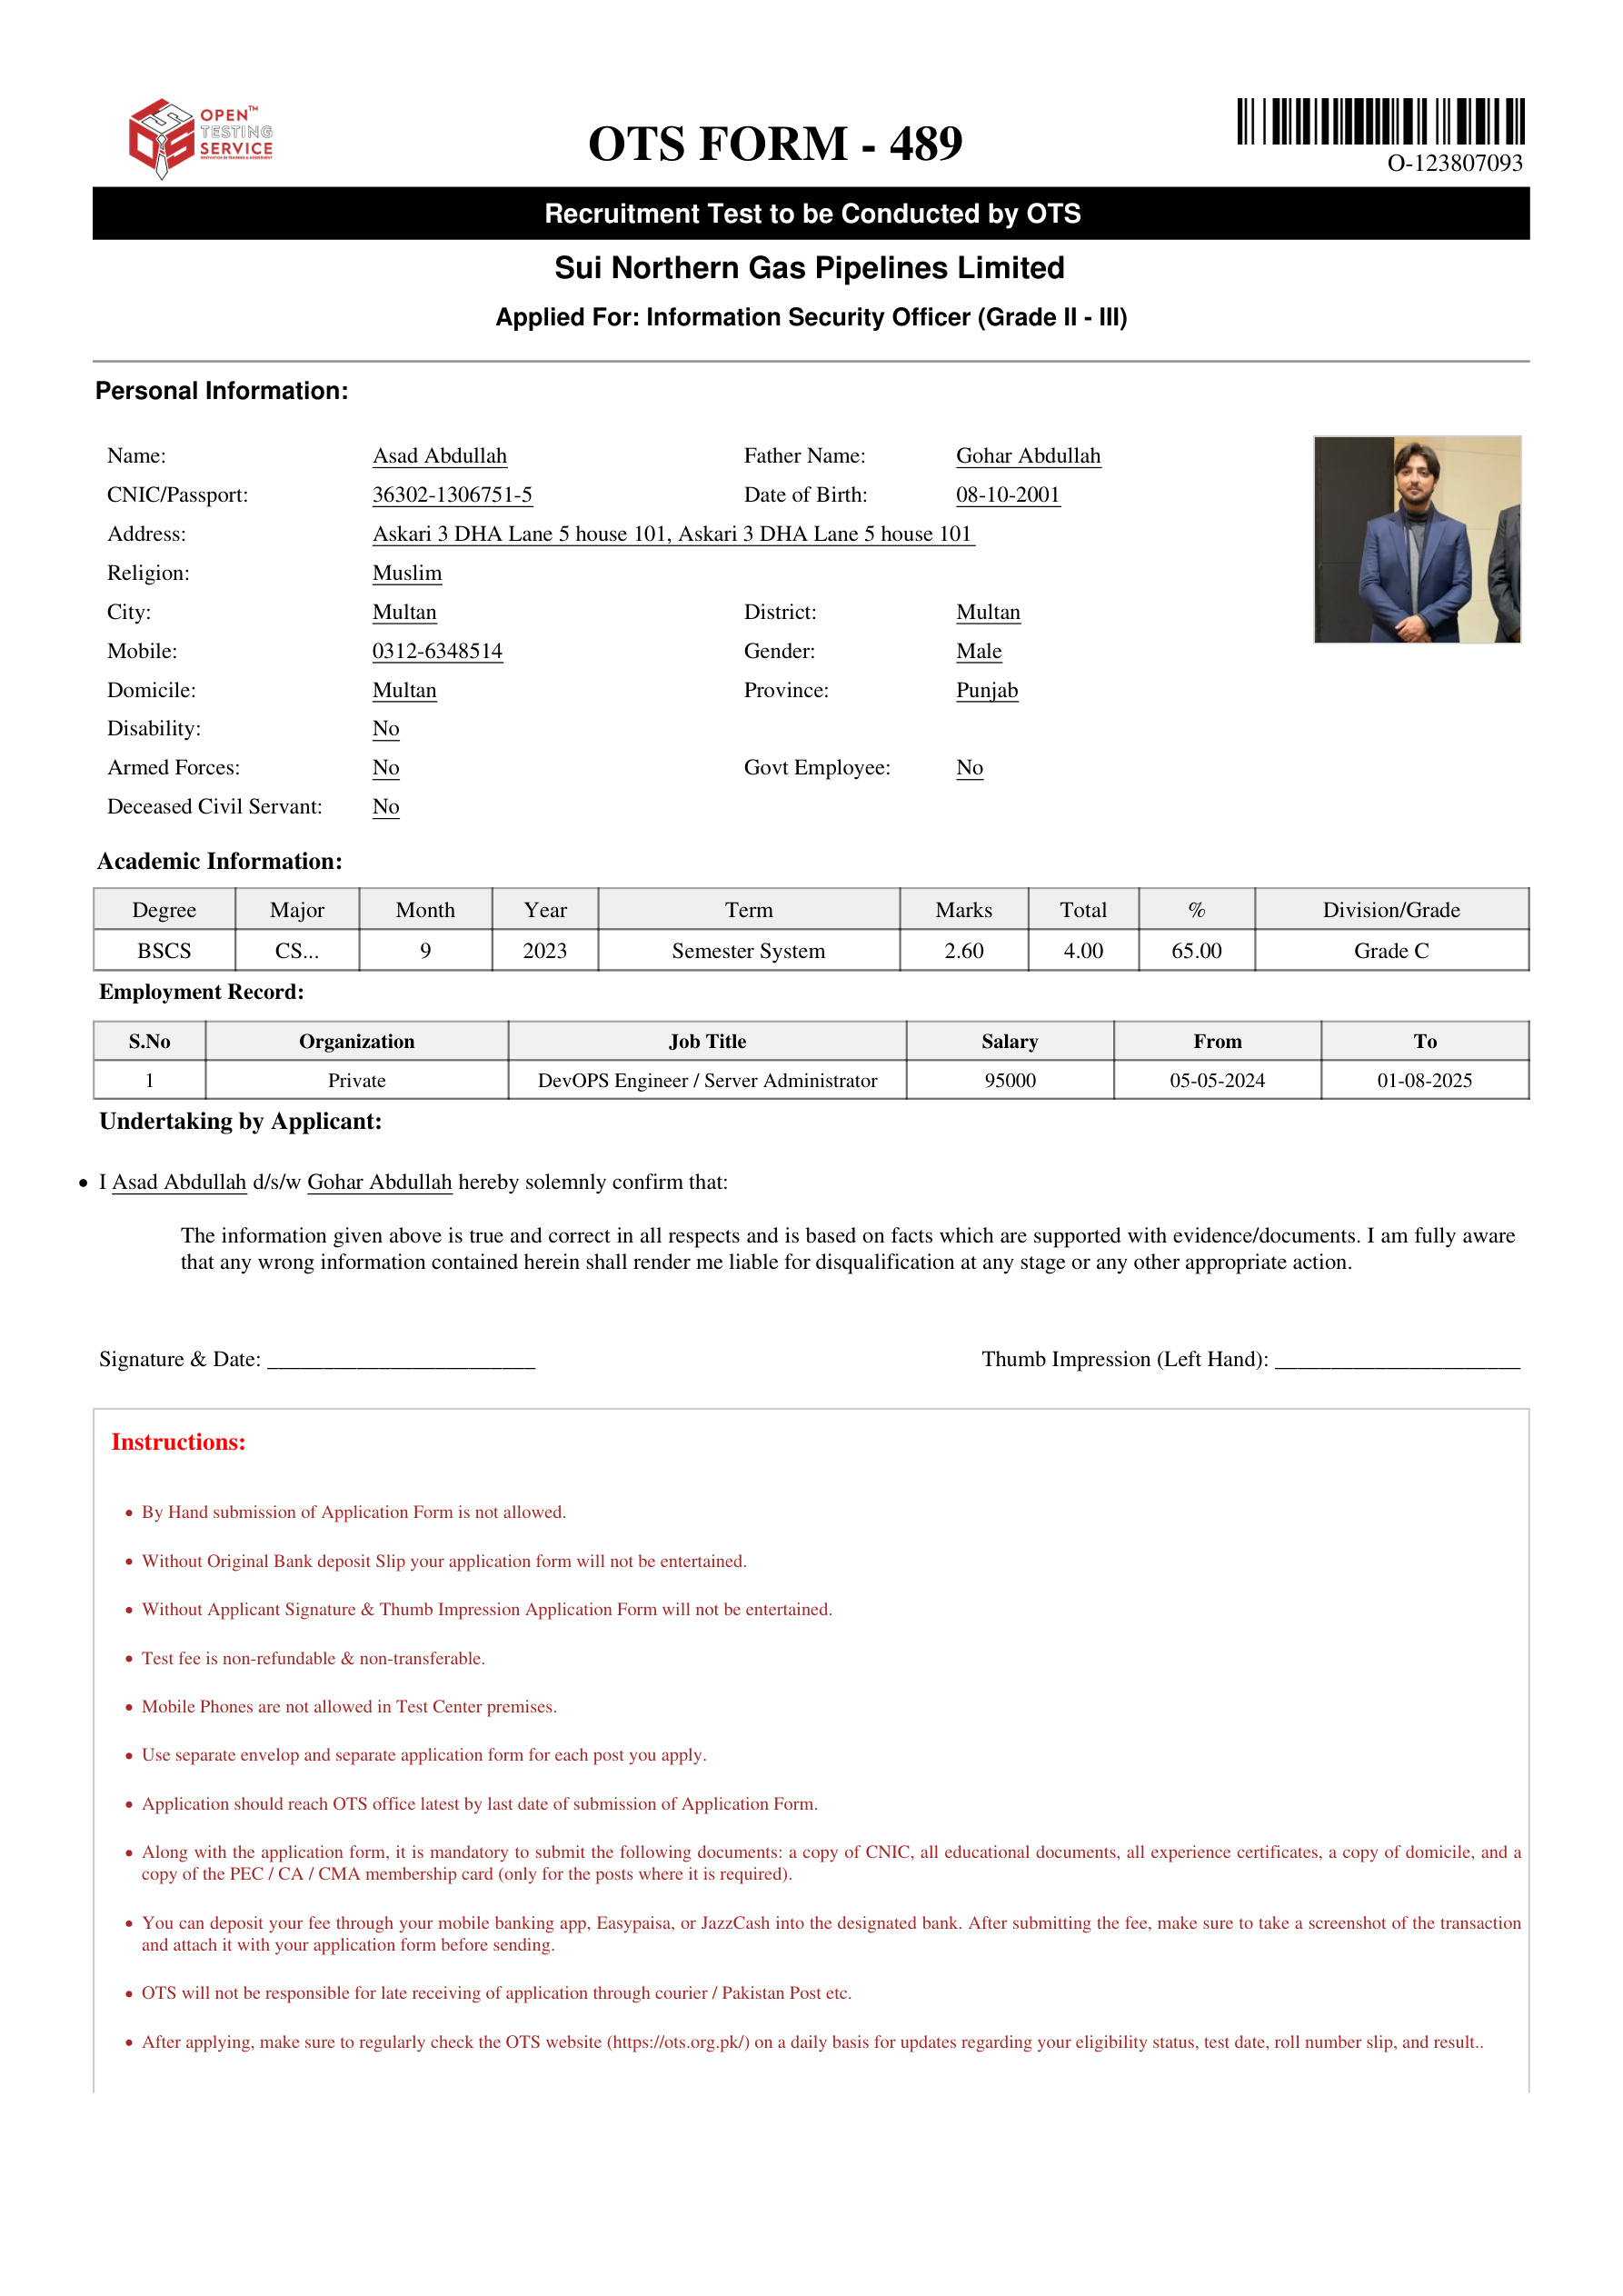 OPEN™
TESTING
SERVICE
INNOVATION IN TRAINING & ASSESSMENT
OTS FORM - 489
O-123807093
Recruitment Test to be Conducted by OTS
Sui Northern Gas Pipelines Limited
Applied For: Information Security Officer (Grade II - III)
Personal Information:
Name: Asad Abdullah Father Name: Gohar Abdullah
CNIC/Passport: 36302-1306751-5 Date of Birth: 08-10-2001
Address: Askari 3 DHA Lane 5 house 101, Askari 3 DHA Lane 5 house 101
Religion: Muslim
City: Multan District: Multan
Mobile: 0312-6348514 Gender: Male
Domicile: Multan Province: Punjab
Disability: No
Armed Forces: No Govt Employee: No
Deceased Civil Servant: No
Academic Information:
Degree Major Month Year Term Marks Total % Division/Grade
BSCS CS... 9 2023 Semester System 2.60 4.00 65.00 Grade C
Employment Record:
S.No Organization Job Title Salary From To
1 Private DevOPS Engineer / Server Administrator 95000 05-05-2024 01-08-2025
Undertaking by Applicant:
• I Asad Abdullah d/s/w Gohar Abdullah hereby solemnly confirm that:
The information given above is true and correct in all respects and is based on facts which are supported with evidence/documents. I am fully aware
that any wrong information contained herein shall render me liable for disqualification at any stage or any other appropriate action.
Signature & Date: ________________________ Thumb Impression (Left Hand): ______________________
Instructions:
• By Hand submission of Application Form is not allowed.
• Without Original Bank deposit Slip your application form will not be entertained.
• Without Applicant Signature & Thumb Impression Application Form will not be entertained.
• Test fee is non-refundable & non-transferable.
• Mobile Phones are not allowed in Test Center premises.
• Use separate envelop and separate application form for each post you apply.
• Application should reach OTS office latest by last date of submission of Application Form.
• Along with the application form, it is mandatory to submit the following documents: a copy of CNIC, all educational documents, all experience certificates, a copy of domicile, and a
copy of the PEC / CA / CMA membership card (only for the posts where it is required).
• You can deposit your fee through your mobile banking app, Easypaisa, or JazzCash into the designated bank. After submitting the fee, make sure to take a screenshot of the transaction
and attach it with your application form before sending.
• OTS will not be responsible for late receiving of application through courier / Pakistan Post etc.
• After applying, make sure to regularly check the OTS website (https://ots.org.pk/) on a daily basis for updates regarding your eligibility status, test date, roll number slip, and result..